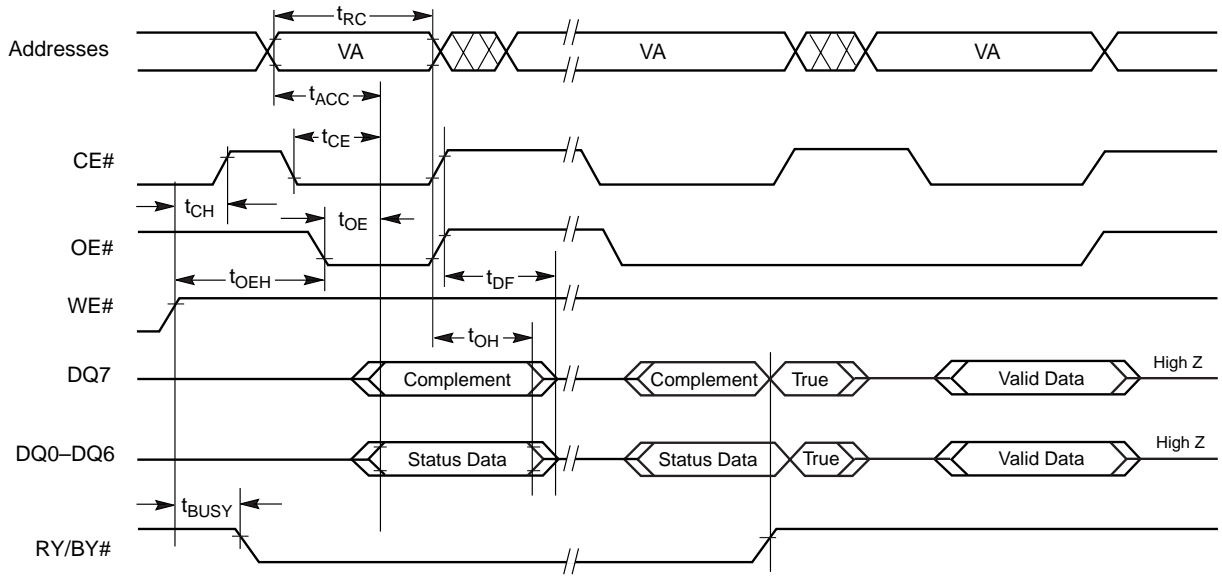 tRC
Addresses VA VA VA
tACC
tCE
CE#
tCH tOE
OE#
tOEH tDF
WE#
tOH
DQ7 Complement Complement True Valid Data High Z
DQ0–DQ6 Status Data Status Data True Valid Data High Z
tBUSY
RY/BY#